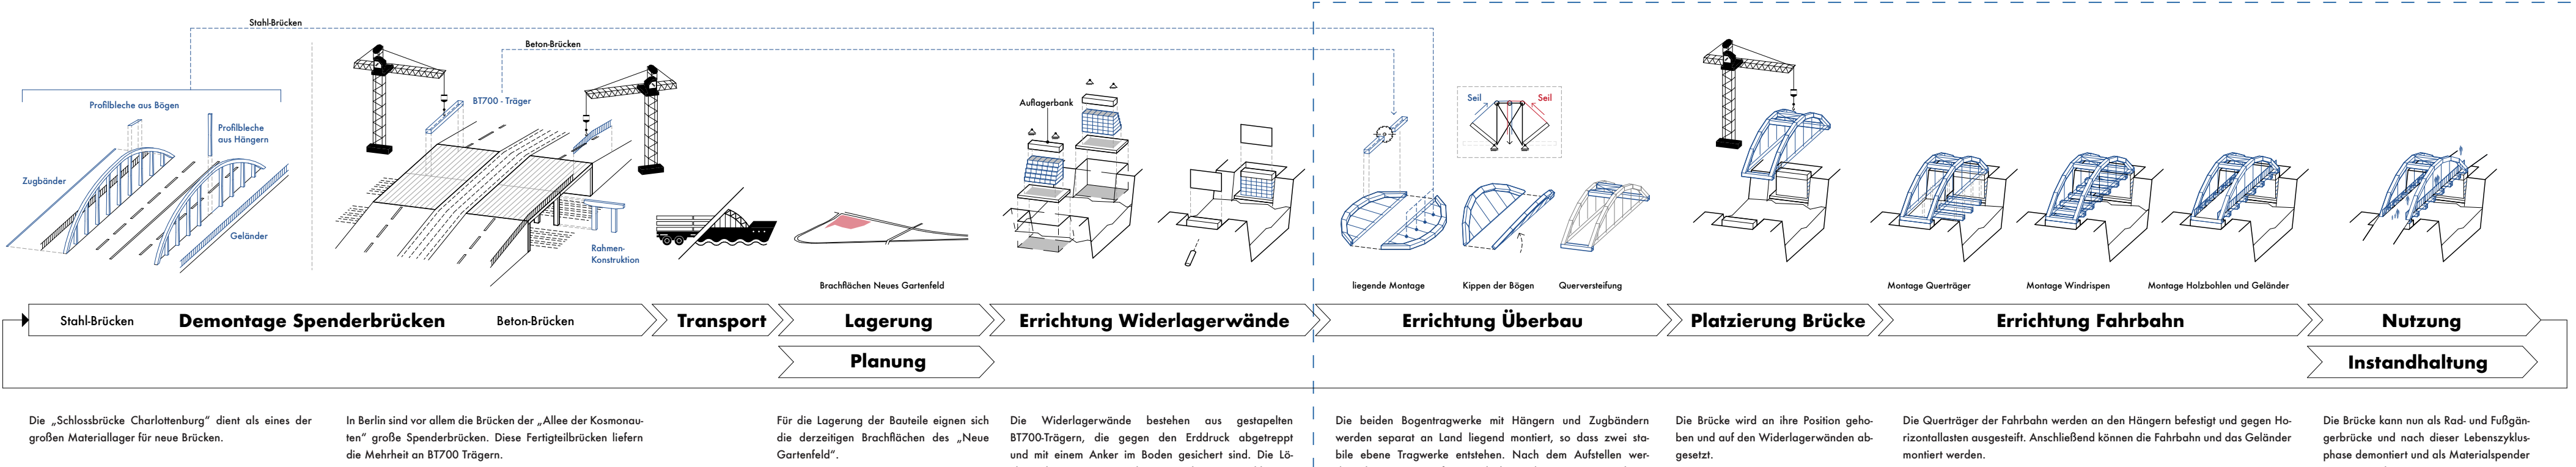 Stahl-Brücken
Beton-Brücken
Profilbleche aus Bögen
Profilbleche
aus Hängern
Zugbänder
Geländer
BT700 - Träger
Rahmen-
Konstruktion
Auflagerbank
Seil
Seil
Brachflächen Neues Gartenfeld
liegende Montage
Kippen der Bögen
Querversteifung
Montage Querträger
Montage Windrispen
Montage Holzbohlen und Geländer
Stahl-Brücken
Demontage Spenderbrücken
Beton-Brücken
Transport
Lagerung
Errichtung Widerlagerwände
Errichtung Überbau
Platzierung Brücke
Errichtung Fahrbahn
Nutzung
Planung
Instandhaltung
Die „Schlossbrücke Charlottenburg“ dient als eines der
großen Materiallager für neue Brücken.
In Berlin sind vor allem die Brücken der „Allee der Kosmonau-
ten“ große Spenderbrücken. Diese Fertigteilbrücken liefern
die Mehrheit an BT700 Trägern.
Für die Lagerung der Bauteile eignen sich
die derzeitigen Brachflächen des „Neue
Gartenfeld“.
Die Widerlagerwände bestehen aus gestapelten
BT700-Trägern, die gegen den Erddruck abgetreppt
und mit einem Anker im Boden gesichert sind. Die Lö-
Die beiden Bogentragwerke mit Hängern und Zugbändern
werden separat an Land liegend montiert, so dass zwei sta-
bile ebene Tragwerke entstehen. Nach dem Aufstellen wer-
Die Brücke wird an ihre Position geho-
ben und auf den Widerlagerwänden ab-
gesetzt.
Die Querträger der Fahrbahn werden an den Hängern befestigt und gegen Ho-
rizontallasten ausgesteift. Anschließend können die Fahrbahn und das Geländer
montiert werden.
Die Brücke kann nun als Rad- und Fußgän-
gerbrücke und nach dieser Lebenszyklus-
phase demontiert und als Materialspender